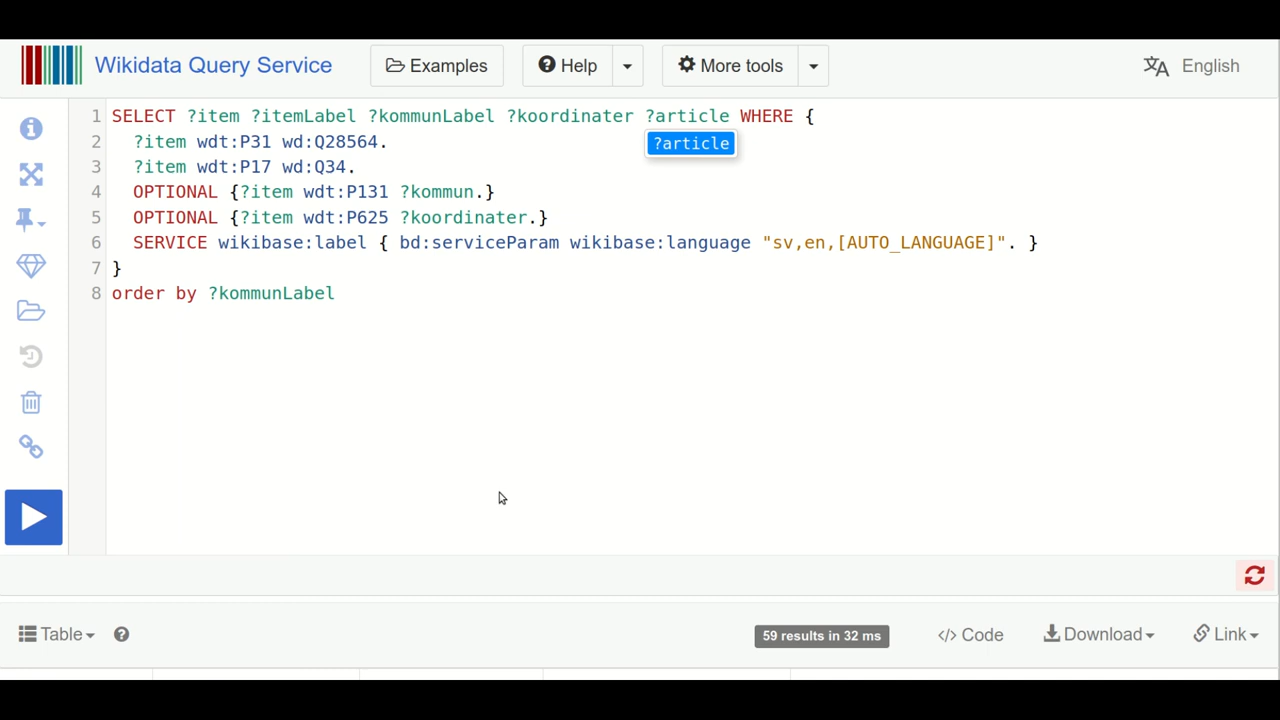 Wikidata Query Service Examples Help More tools English
1 SELECT ?item ?itemLabel ?kommunLabel ?koordinater ?article WHERE {
2 ?item wdt:P31 wd:Q28564.
?article
3 ?item wdt:P17 wd:Q34.
4 OPTIONAL {?item wdt:P131 ?kommun.}
5 OPTIONAL {?item wdt:P625 ?koordinater.}
6 SERVICE wikibase:label { bd:serviceParam wikibase:language "sv,en,[AUTO_LANGUAGE]". }
7 }
8 order by ?kommunLabel
Table 59 results in 32 ms </> Code Download Link